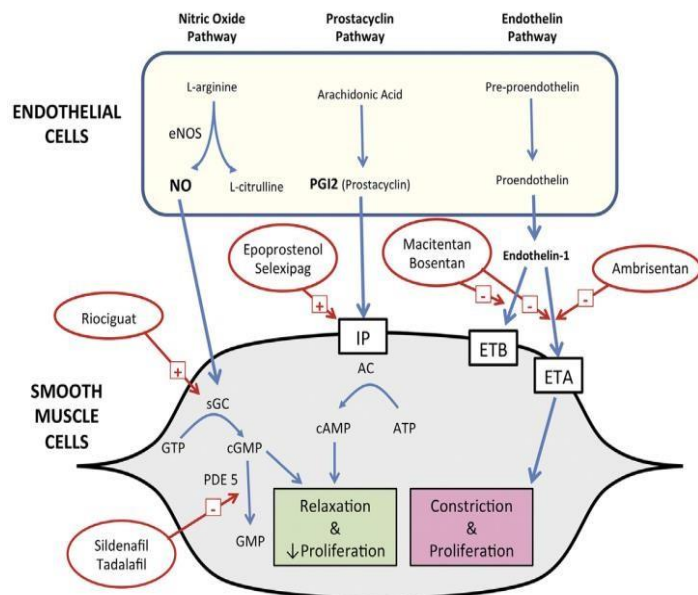 Nitric Oxide
Pathway
Prostacyclin
Pathway
Endothelin
Pathway
ENDOTHELIAL
CELLS
L-arginine
Arachidonic Acid
Pre-proendothelin
eNOS
NO
L-citrulline
PGI2 (Prostacyclin)
Proendothelin
Epoprostenol
Selexipag
Macitentan
Bosentan
Endothelin-1
Ambrisentan
+
-
-
-
Riociguat
+
IP
ETB
ETA
SMOOTH
MUSCLE
CELLS
sGC
AC
GTP
cGMP
cAMP
ATP
PDE 5
-
GMP
Sildenafil
Tadalafil
Relaxation
&
↓Proliferation
Constriction
&
Proliferation